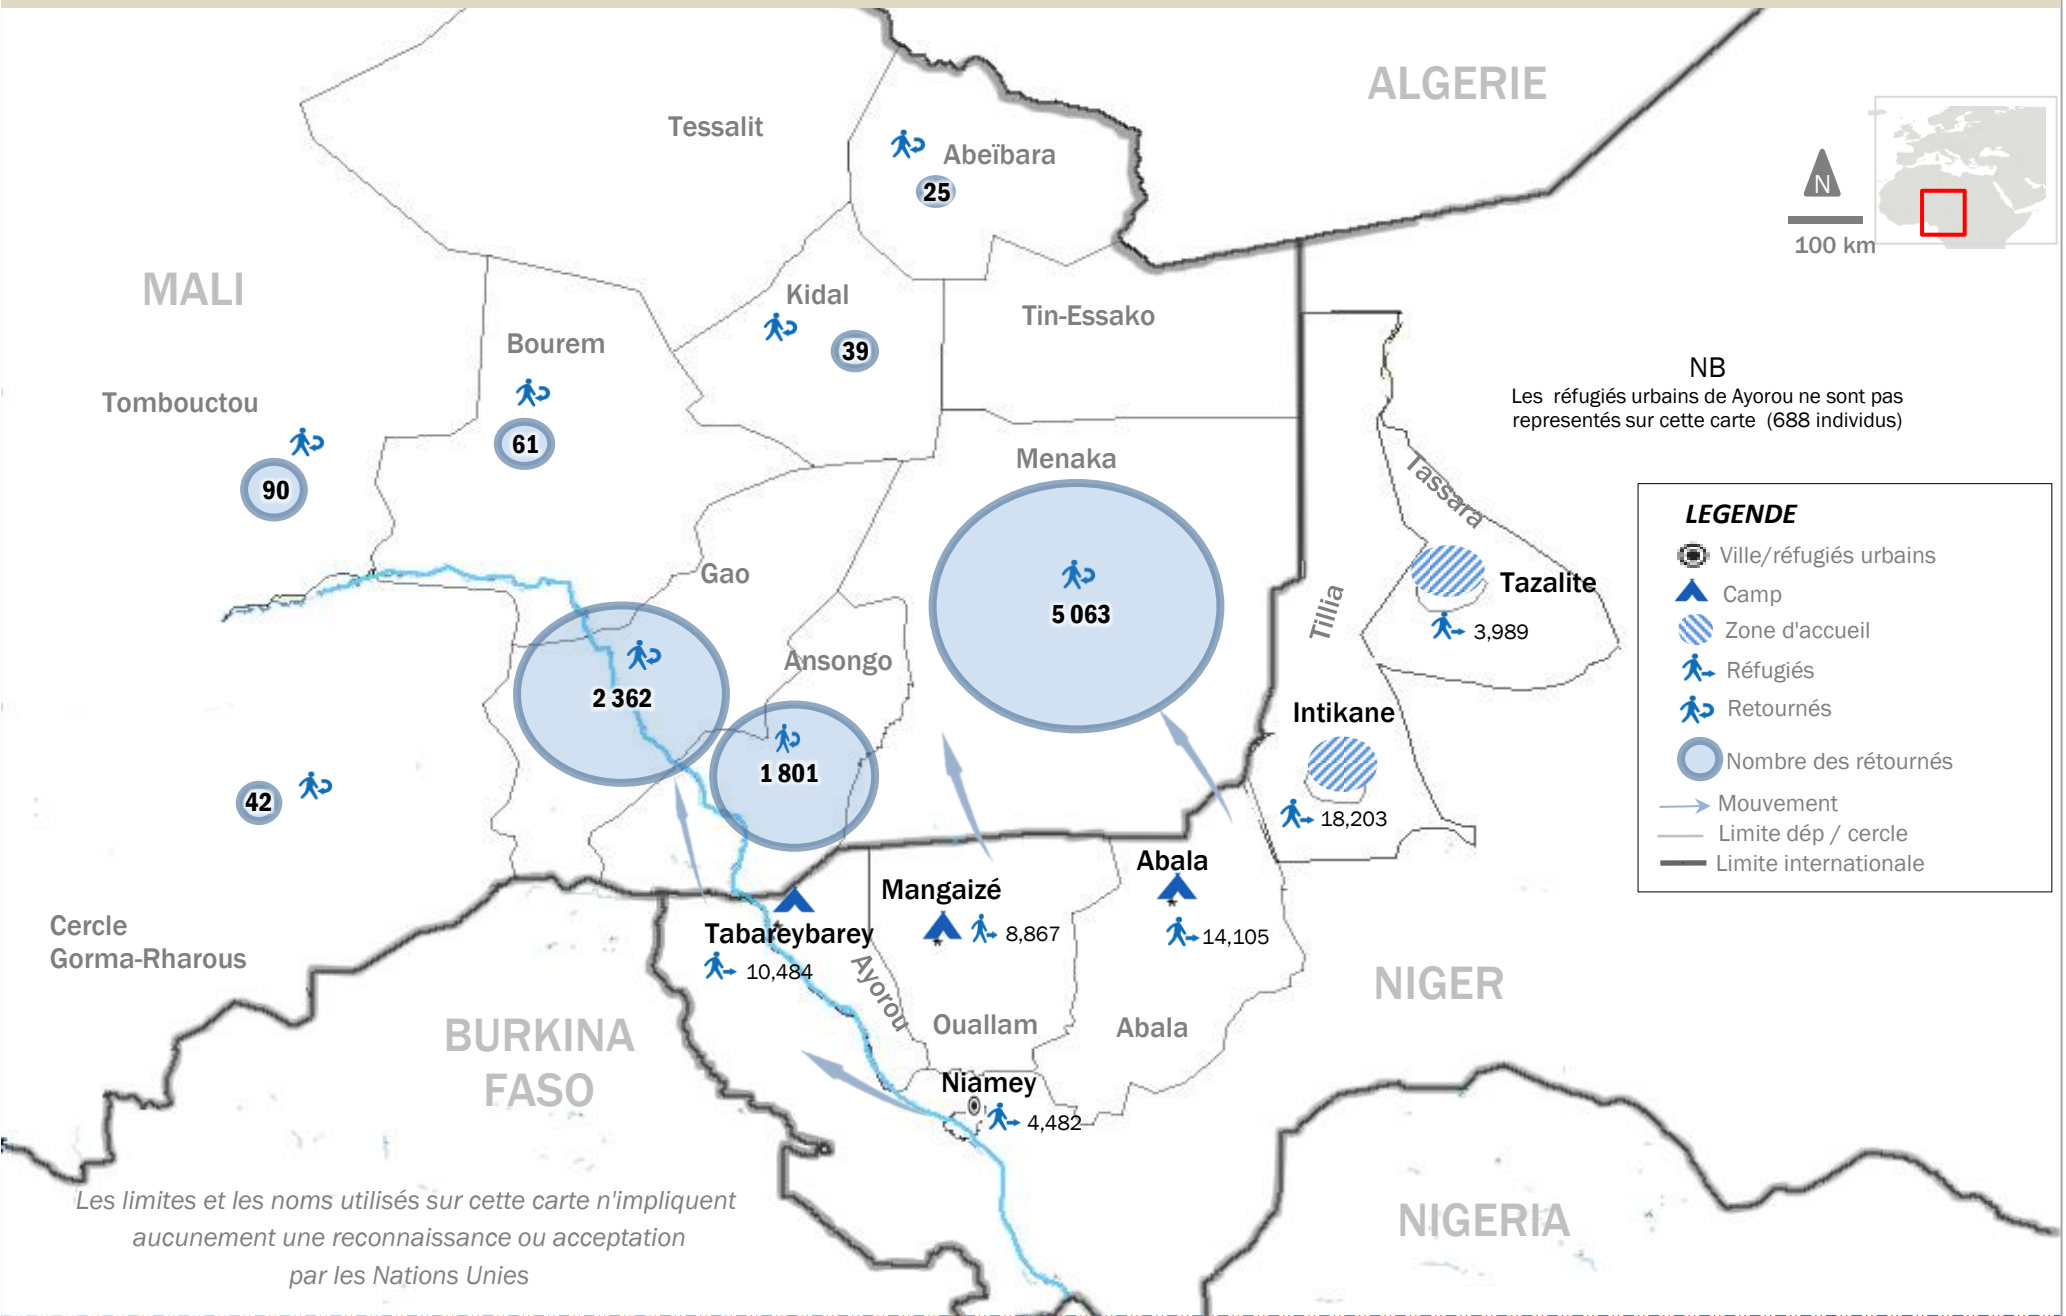 ALGERIE
Tessalit
Abeïbara
25
N
100 km
MALI
Kidal
39
Tin-Essako
Bourem
61
Tombouctou
90
NB
Les réfugiés urbains de Ayorou ne sont pas
representés sur cette carte (688 individus)
Menaka
5 063
Tassara
Tazalite
3,989
Tillia
Gao
2 362
Ansongo
1 801
Intikane
18,203
42
LEGENDE
Ville/réfugiés urbains
Camp
Zone d'accueil
Réfugiés
Retournés
Nombre des rétournés
Mouvement
Limite dép / cercle
Limite internationale
Abala
14,105
Mangaizé
8,867
Tabareybarey
10,484
Ayorou
Ouallam
Abala
Cercle
Gorma-Rharous
NIGER
BURKINA
FASO
Niamey
4,482
NIGERIA
Les limites et les noms utilisés sur cette carte n'impliquent
aucunement une reconnaissance ou acceptation
par les Nations Unies